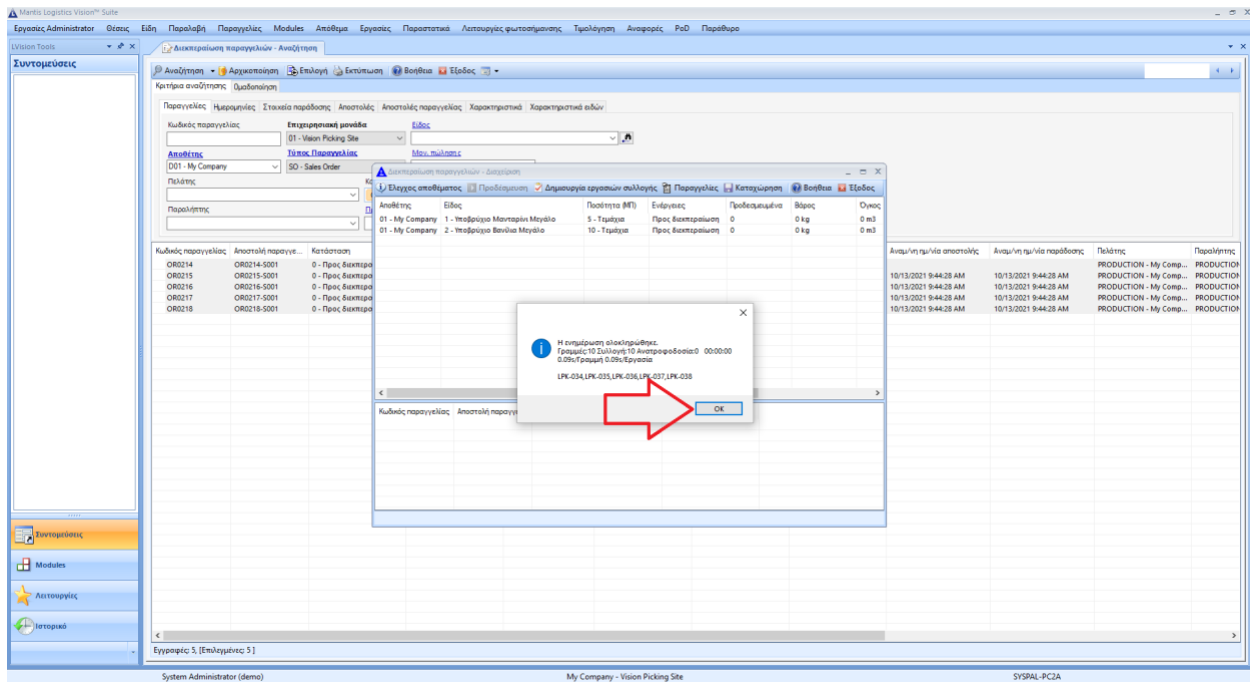 Mantis Logistics Vision™ Suite
Εργασίες Administrator Θέσεις Είδη Παραλαβή Παραγγελίες Modules Απόθεμα Εργασίες Παραστατικά Λειτουργίες φωτοσήμανσης Τιμολόγηση Αναφορές PoD Παράθυρο
LVision Tools
Διεκπεραίωση παραγγελιών - Αναζήτηση
Συντομεύσεις
Αναζήτηση Αρχικοποίηση Επιλογή Εκτύπωση Βοήθεια Έξοδος
Κριτήρια αναζήτησης Ομαδοποίηση
Παραγγελίες Ημερομηνίες Στοιχεία παράδοσης Αποστολές Αποστολές παραγγελίας Χαρακτηριστικά Χαρακτηριστικά ειδών
Κωδικός παραγγελίας Επιχειρησιακή μονάδα Είδος
01 - Vision Picking Site
Αποθέτης Τύπος Παραγγελίας Μον. πώλησης
D01 - My Company SO - Sales Order
Πελάτης
Παραλήπτης
Διεκπεραίωση παραγγελιών - Διαχείριση
Έλεγχος αποθέματος Προδέσμευση Δημιουργία εργασιών συλλογής Παραγγελίες Καταχώρηση Βοήθεια Έξοδος
Αποθέτης Είδος Ποσότητα (ΜΠ) Ενέργειες Προδεσμευμένα Βάρος Όγκος
01 - My Company 1 - Υποβρύχιο Μανταρίνι Μεγάλο 5 - Τεμάχια Προς διεκπεραίωση 0 0 kg 0 m3
01 - My Company 2 - Υποβρύχιο Βανίλια Μεγάλο 10 - Τεμάχια Προς διεκπεραίωση 0 0 kg 0 m3
Κωδικός παραγγελίας Αποστολή παραγγε... Κατάσταση Αναμ/νη ημ/νία αποστολής Αναμ/νη ημ/νία παράδοσης Πελάτης Παραλήπτης
OR0214 OR0214-S001 0 - Προς διεκπερα PRODUCTION - My Comp... PRODUCTION
OR0215 OR0215-S001 0 - Προς διεκπερα 10/13/2021 9:44:28 AM 10/13/2021 9:44:28 AM PRODUCTION - My Comp... PRODUCTION
OR0216 OR0216-S001 0 - Προς διεκπερα 10/13/2021 9:44:28 AM 10/13/2021 9:44:28 AM PRODUCTION - My Comp... PRODUCTION
OR0217 OR0217-S001 0 - Προς διεκπερα 10/13/2021 9:44:28 AM 10/13/2021 9:44:28 AM PRODUCTION - My Comp... PRODUCTION
OR0218 OR0218-S001 0 - Προς διεκπερα 10/13/2021 9:44:28 AM 10/13/2021 9:44:28 AM PRODUCTION - My Comp... PRODUCTION
Η ενημέρωση ολοκληρώθηκε.
Γραμμές:10 Συλλογή:10 Ανατροφοδοσία:0 00:00:00
0.09s/Γραμμή 0.09s/Εργασία
LPK-034,LPK-035,LPK-036,LPK-037,LPK-038
OK
Κωδικός παραγγελίας Αποστολή παραγγε
Συντομεύσεις
Modules
Λειτουργίες
Ιστορικό
Εγγραφές: 5, [Επιλεγμένες: 5 ]
System Administrator (demo) My Company - Vision Picking Site SYSPAL-PC2A